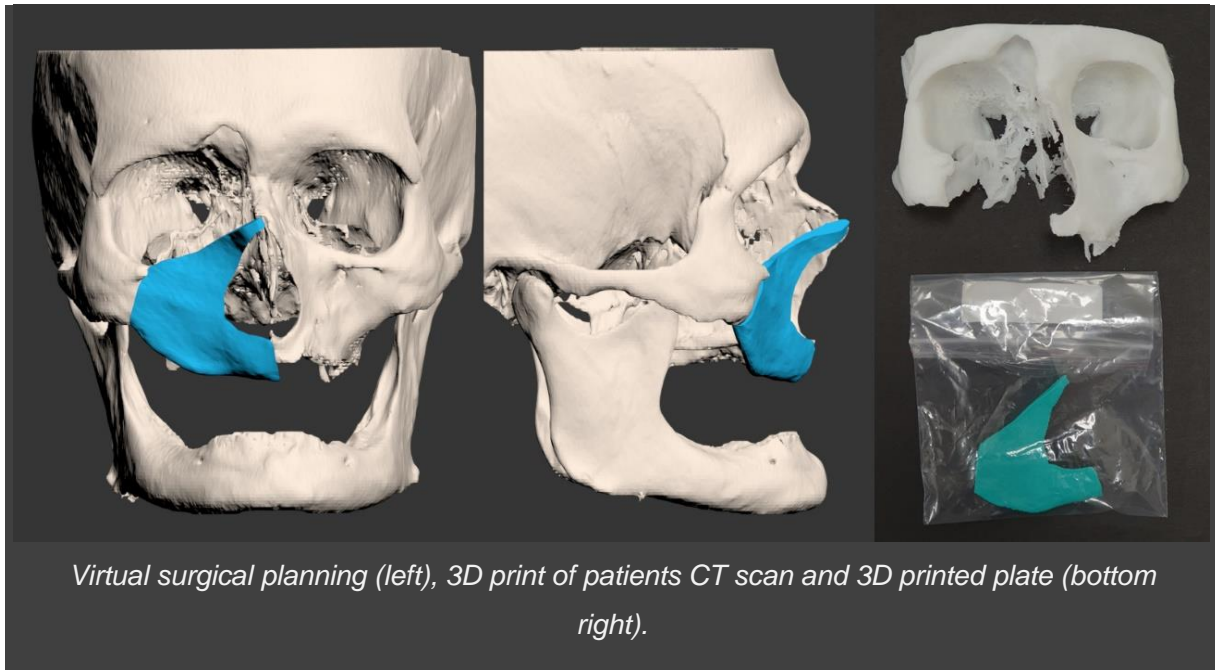 Virtual surgical planning (left), 3D print of patients CT scan and 3D printed plate (bottom
right).